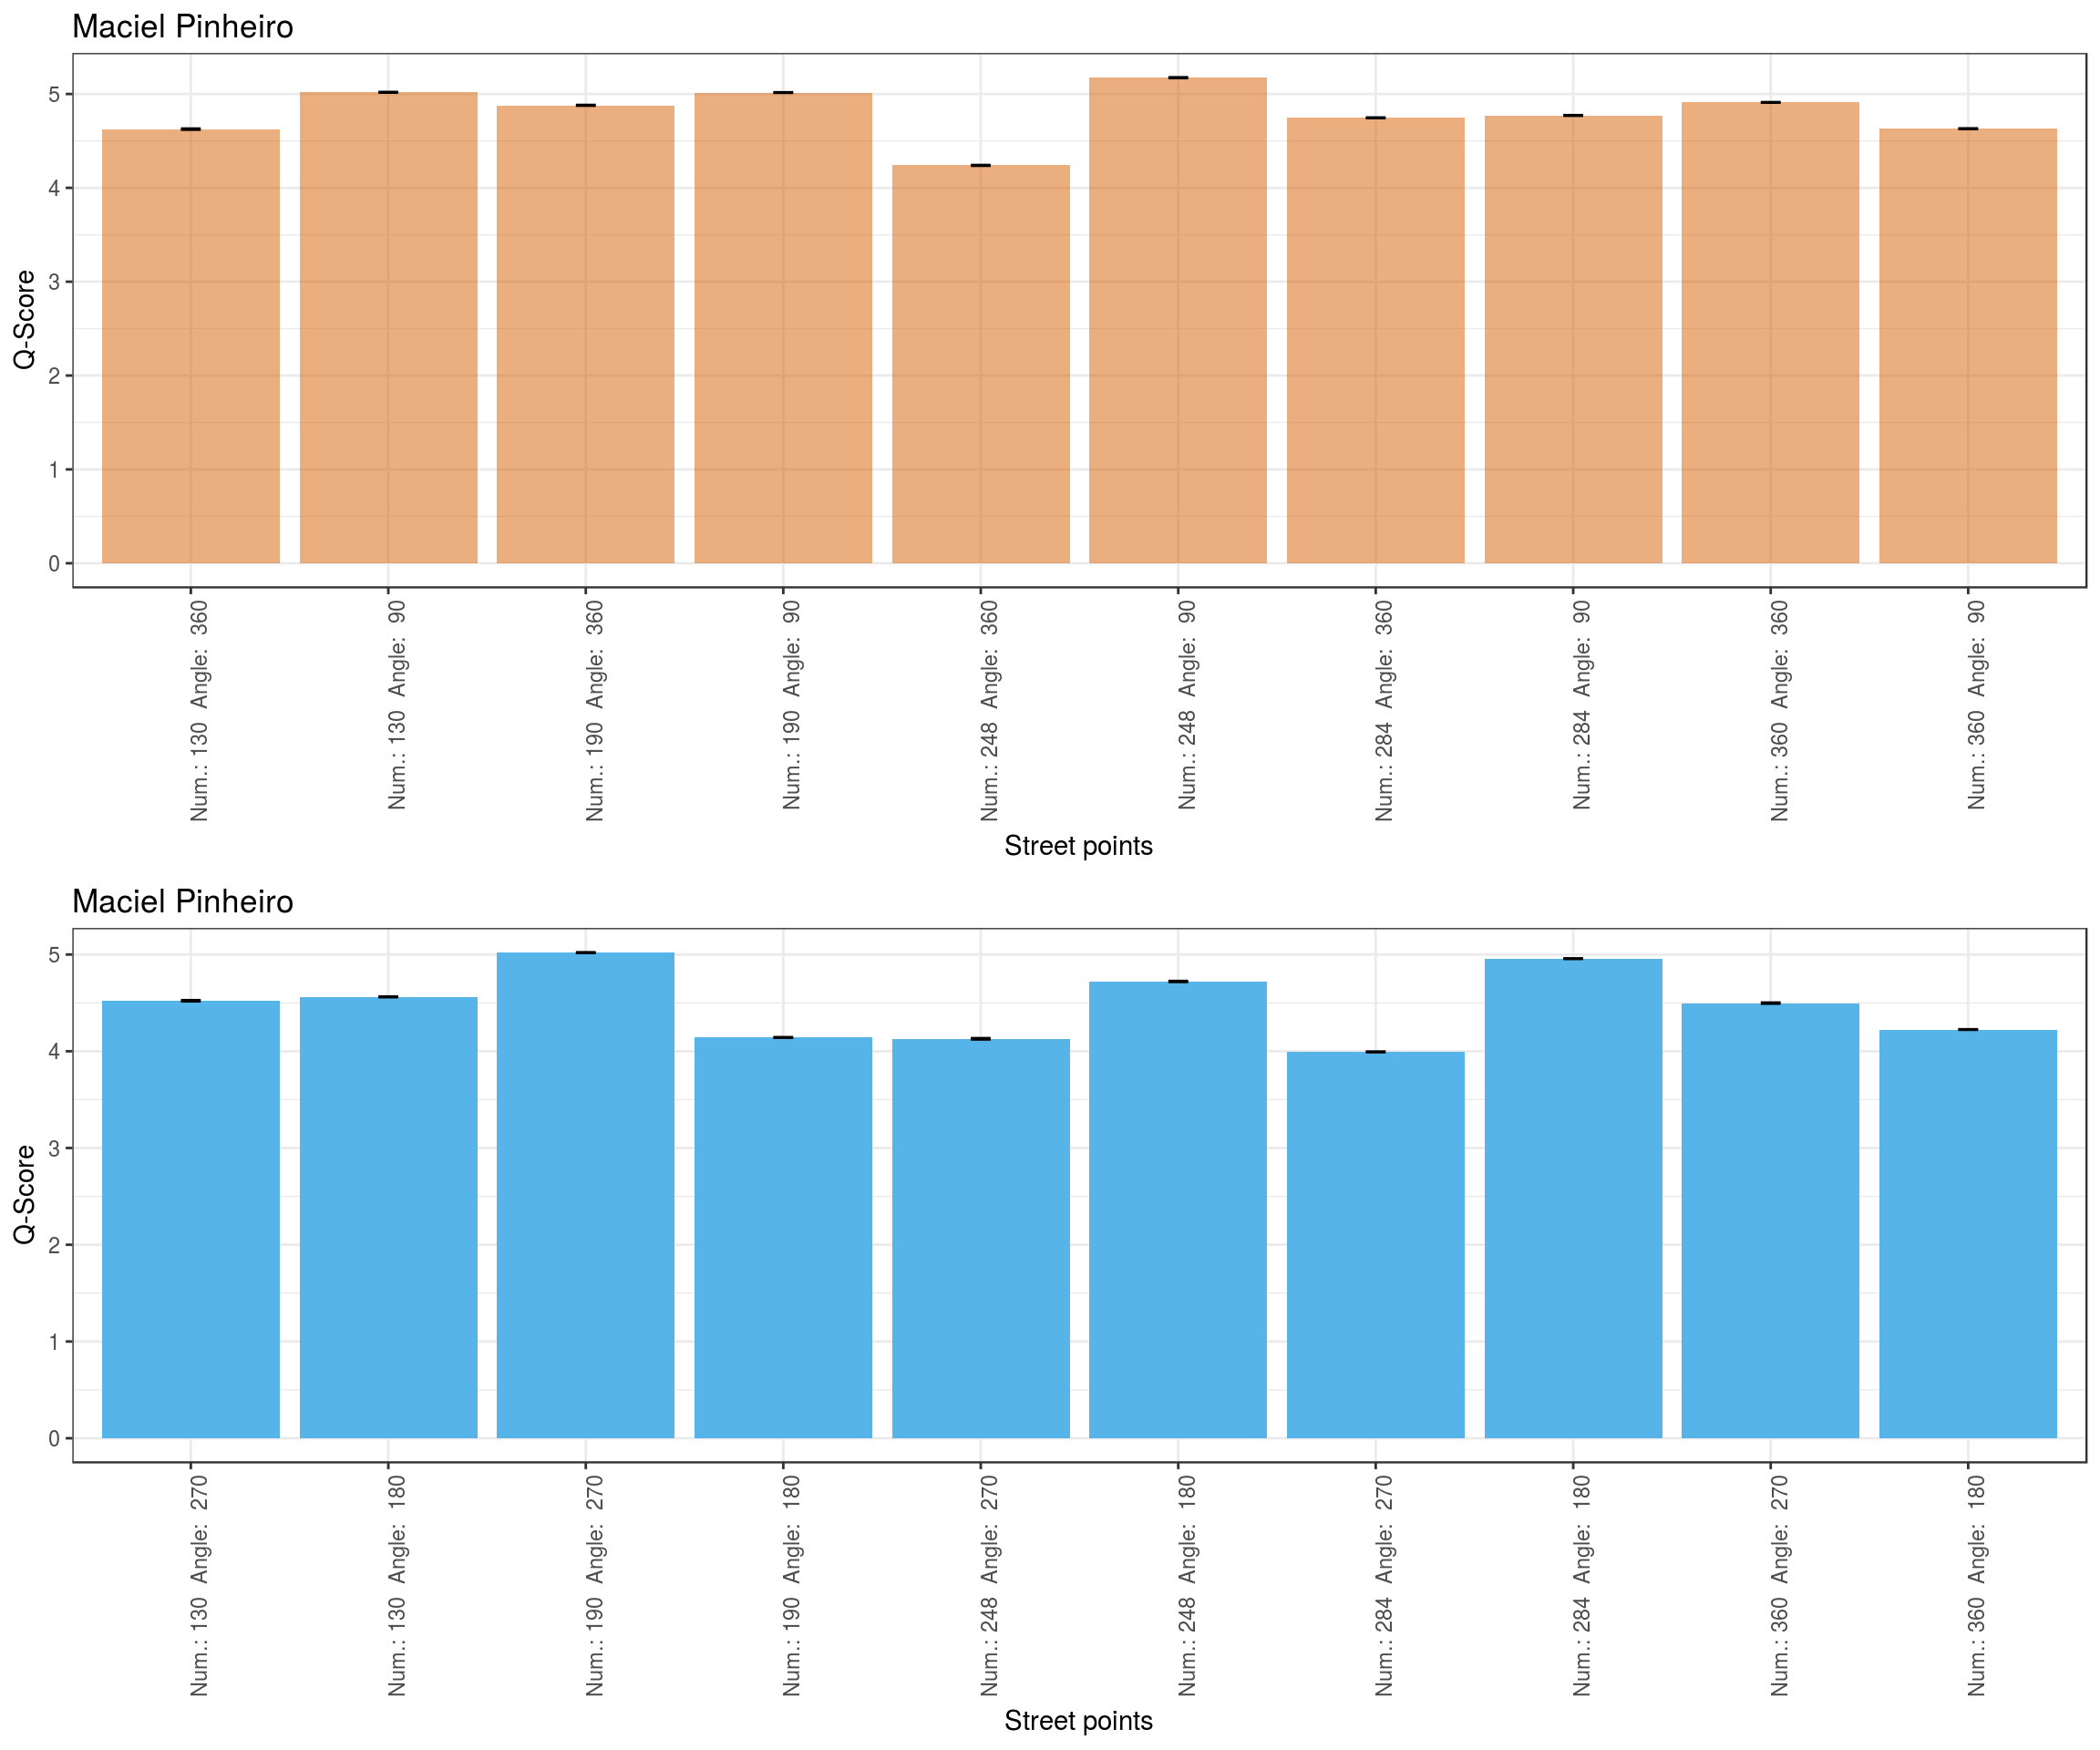 Maciel Pinheiro
Q-Score
5
4
3
2
1
0
Num.: 130  Angle:  360
Num.: 130  Angle:  90
Num.: 190  Angle:  360
Num.: 190  Angle:  90
Num.: 248  Angle:  360
Num.: 248  Angle:  90
Num.: 284  Angle:  360
Num.: 284  Angle:  90
Num.: 360  Angle:  360
Num.: 360  Angle:  90
Street points
Maciel Pinheiro
Q-Score
5
4
3
2
1
0
Num.: 130  Angle:  270
Num.: 130  Angle:  180
Num.: 190  Angle:  270
Num.: 190  Angle:  180
Num.: 248  Angle:  270
Num.: 248  Angle:  180
Num.: 284  Angle:  270
Num.: 284  Angle:  180
Num.: 360  Angle:  270
Num.: 360  Angle:  180
Street points